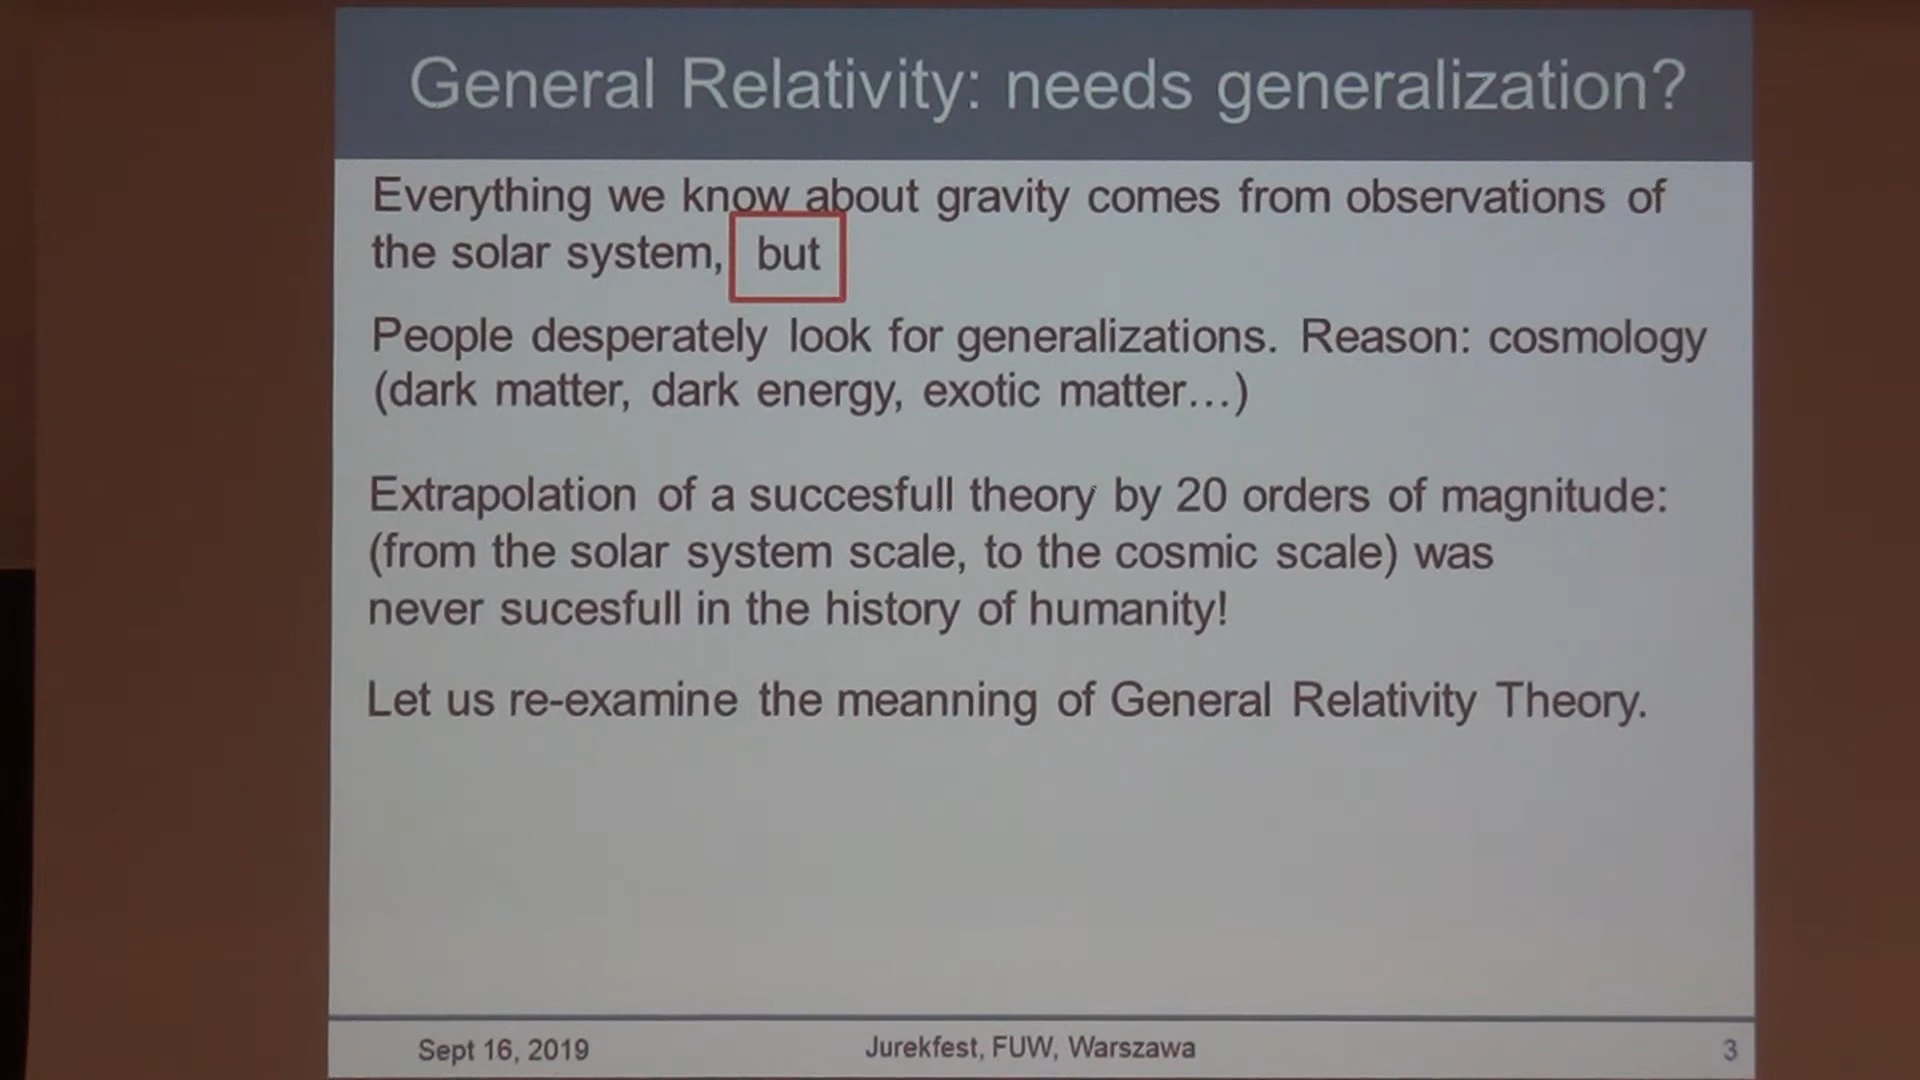 General Relativity: needs generalization?
Everything we know about gravity comes from observations of
the solar system, but
People desperately look for generalizations. Reason: cosmology
(dark matter, dark energy, exotic matter…)
Extrapolation of a succesfull theory by 20 orders of magnitude:
(from the solar system scale, to the cosmic scale) was
never sucesfull in the history of humanity!
Let us re-examine the meanning of General Relativity Theory.
Sept 16, 2019
Jurekfest, FUW, Warszawa
3